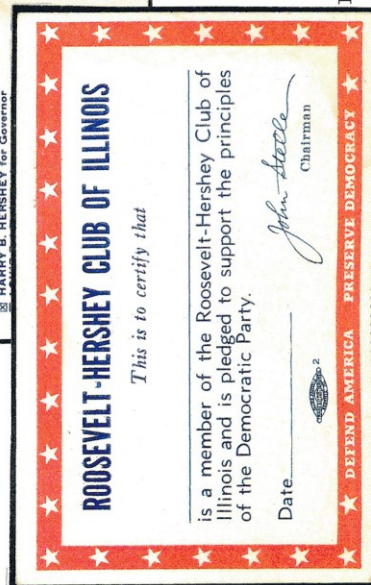 HARRY B. HERSHEY for Governor
ROOSEVELT-HERSHEY CLUB OF ILLINOIS
This is to certify that
is a member of the Roosevelt-Hershey Club of
Illinois and is pledged to support the principles
of the Democratic Party.
Date
John Stelle
Chairman
2
DEFEND AMERICA PRESERVE DEMOCRACY